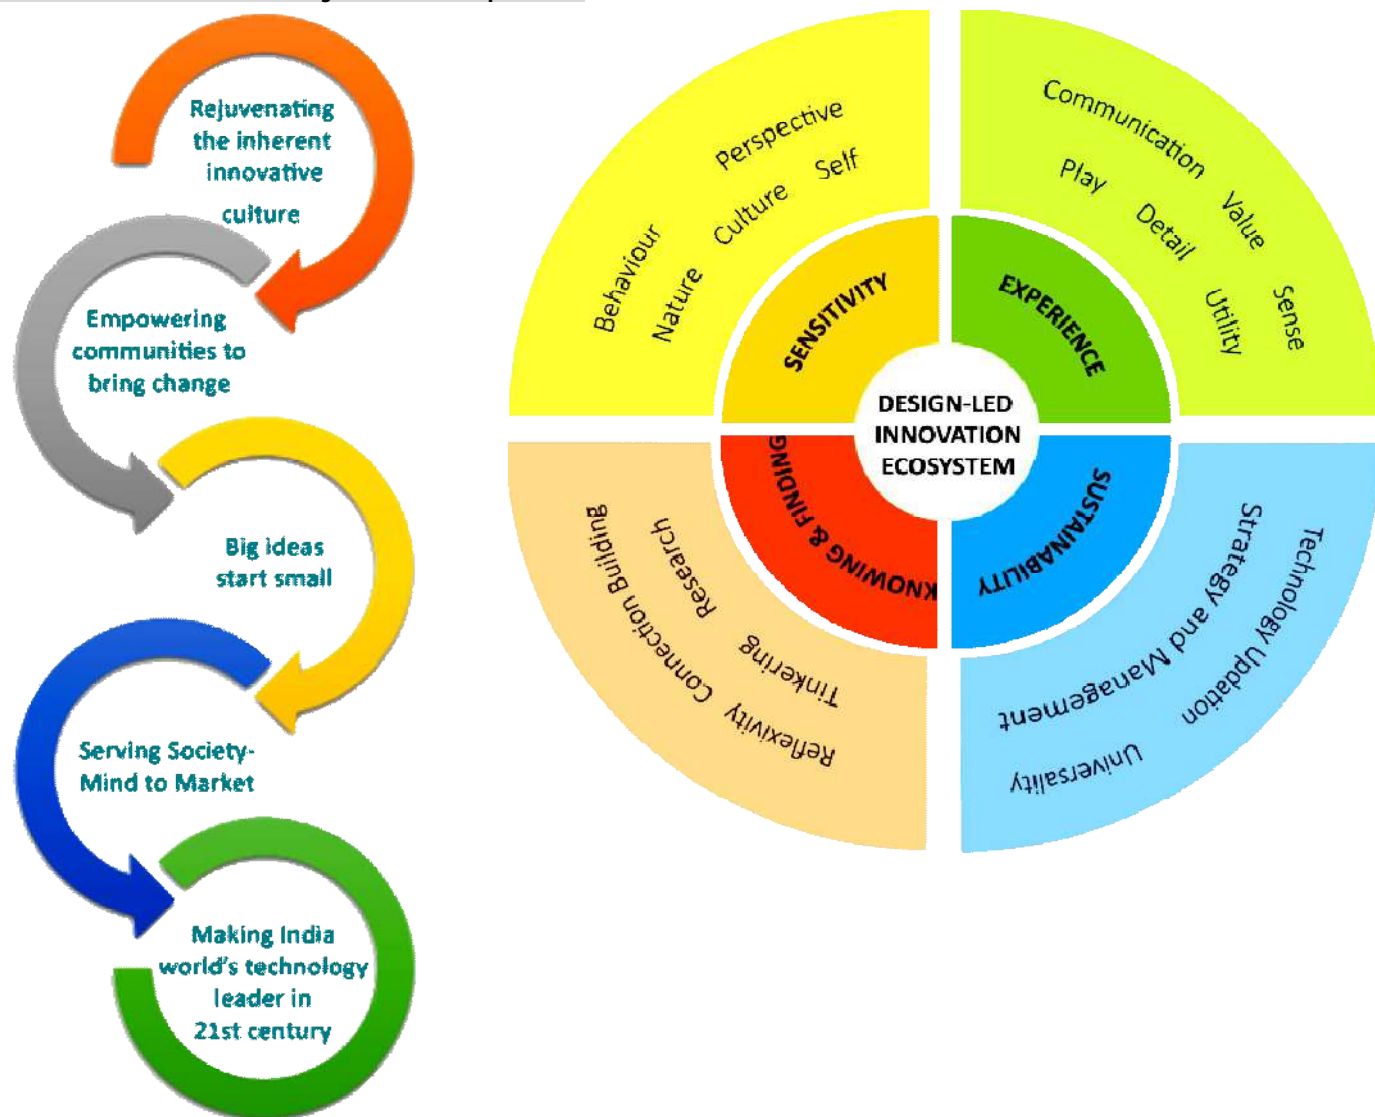 Rejuvenating
the inherent
innovative
culture
Empowering
communities to
bring change
Big ideas
start small
Serving Society-
Mind to Market
Making India
world's technology
leader in
21st century
Perspective
Behaviour
Nature
Culture
Self
SENSITIVITY
Communication
Value
Sense
Play
Detail
Utility
EXPERIENCE
DESIGN-LED
INNOVATION
ECOSYSTEM
KNOWING & FINDING
Research
Tinkering
Connection Building
Reflexivity
SUSTAINABILITY
Strategy and Management
Technology Updation
Universality